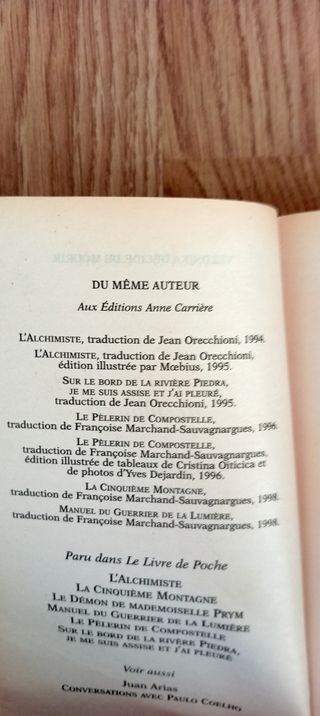 DU MÊME AUTEUR
Aux Éditions Anne Carrière
L'ALCHIMISTE, traduction de Jean Orecchioni, 1994.
L'ALCHIMISTE, traduction de Jean Orecchioni,
édition illustrée par Mœbius, 1995.
SUR LE BORD DE LA RIVIÈRE PIEDRA,
JE ME SUIS ASSISE ET J'AI PLEURÉ,
traduction de Jean Orecchioni, 1995.
LE PÈLERIN DE COMPOSTELLE,
traduction de Françoise Marchand-Sauvagnargues, 1996.
LE PÈLERIN DE COMPOSTELLE,
traduction de Françoise Marchand-Sauvagnargues,
édition illustrée de tableaux de Cristina Oiticica et
de photos d'Yves Dejardin, 1996.
LA CINQUIÈME MONTAGNE,
traduction de Françoise Marchand-Sauvagnargues, 1998.
MANUEL DU GUERRIER DE LA LUMIÈRE,
traduction de Françoise Marchand-Sauvagnargues, 1998.
Paru dans Le Livre de Poche
L'ALCHIMISTE
LA CINQUIÈME MONTAGNE
LE DÉMON DE MADEMOISELLE PRYM
MANUEL DU GUERRIER DE LA LUMIÈRE
LE PÈLERIN DE COMPOSTELLE
SUR LE BORD DE LA RIVIÈRE PIEDRA,
JE ME SUIS ASSISE ET J'AI PLEURÉ
Voir aussi
Juan Arias
CONVERSATIONS AVEC PAULO COELHO